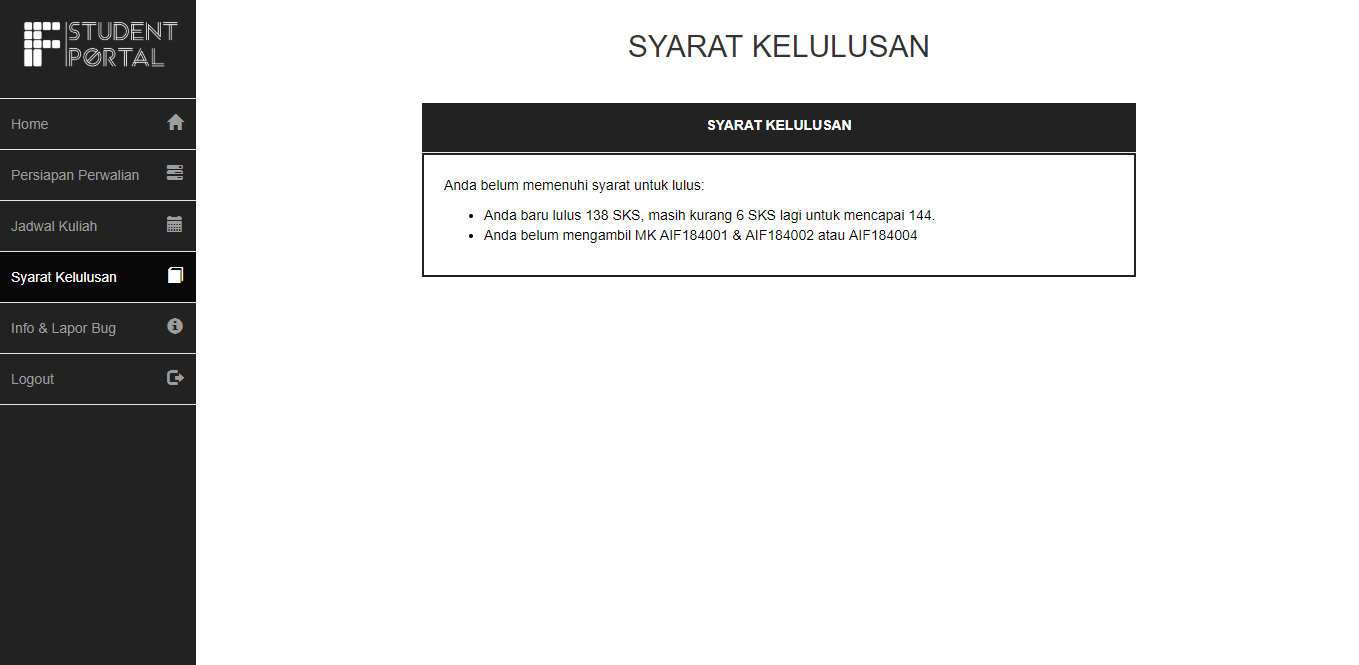 IF STUDENT
PØRTAL
Home
Persiapan Perwalian
Jadwal Kuliah
Syarat Kelulusan
Info & Lapor Bug
Logout
SYARAT KELULUSAN
SYARAT KELULUSAN
Anda belum memenuhi syarat untuk lulus:
• Anda baru lulus 138 SKS, masih kurang 6 SKS lagi untuk mencapai 144.
• Anda belum mengambil MK AIF184001 & AIF184002 atau AIF184004